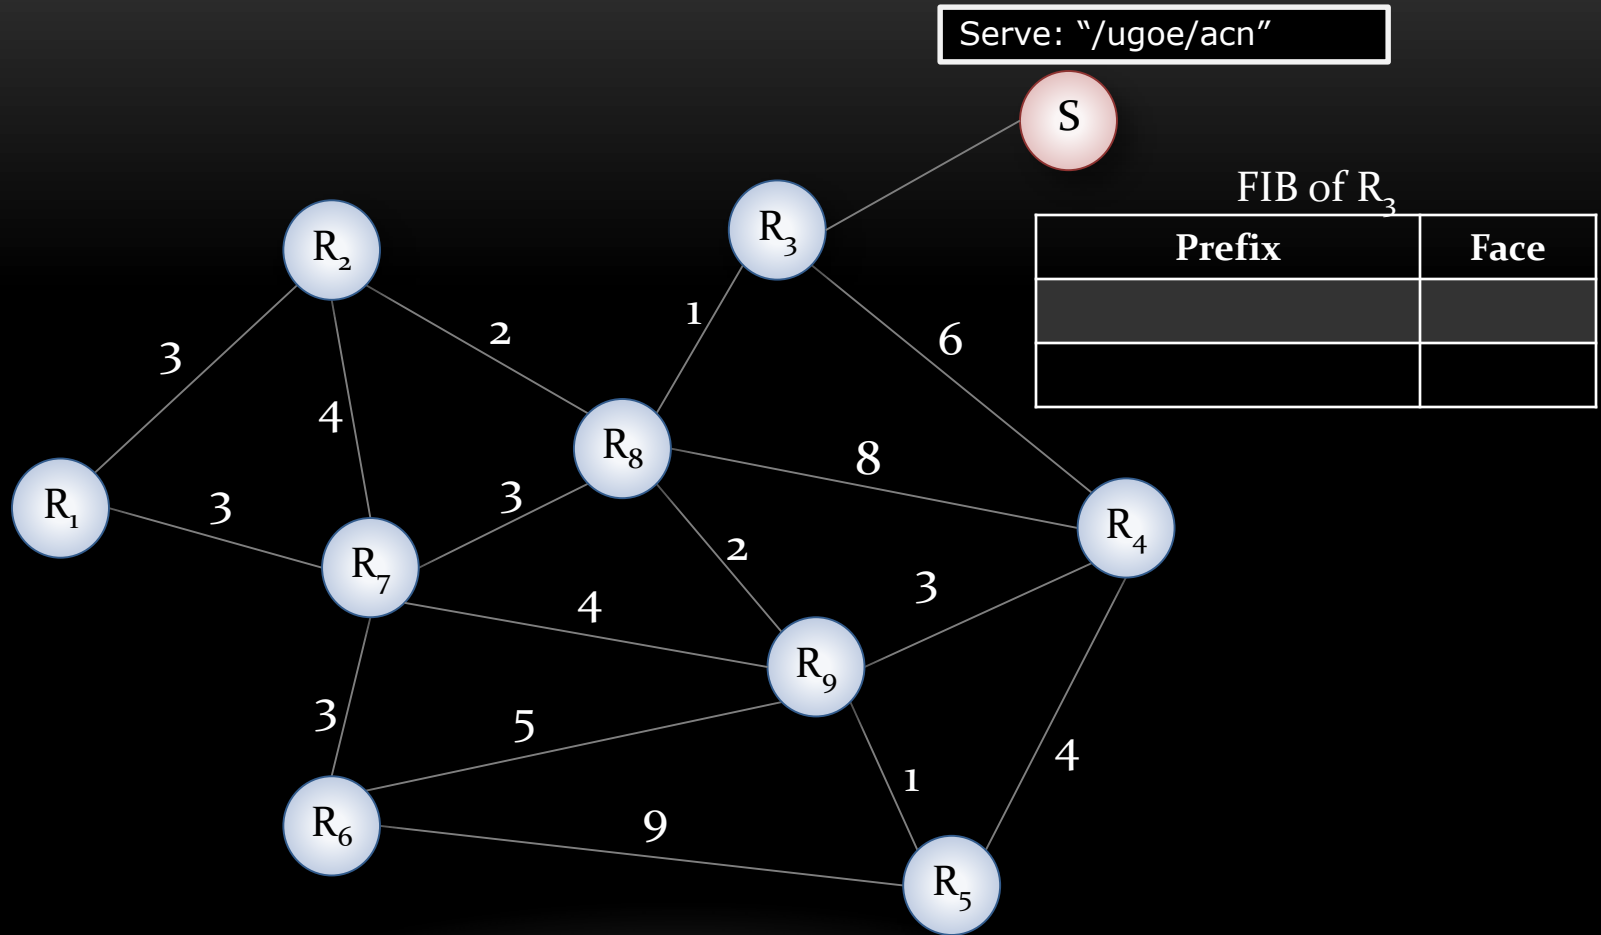 Serve: “/ugoe/acn”
S
FIB of R₃
Prefix Face
R₃
R₂
1
6
2
3
4
R₈
8
R₁
3
3
R₄
R₇
2
3
4
R₉
3
5
1
4
R₆
9
R₅